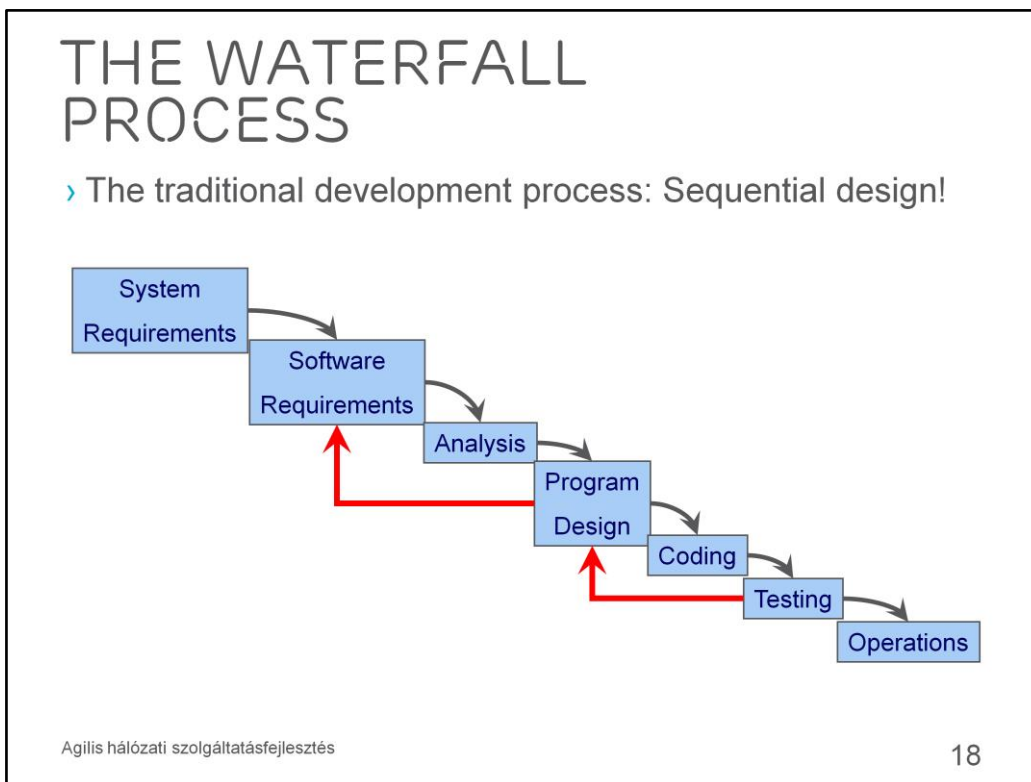 THE WATERFALL
PROCESS
› The traditional development process: Sequential design!
System
Requirements
Software
Requirements
Analysis
Program
Design
Coding
Testing
Operations
Agilis hálózati szolgáltatásfejlesztés
18